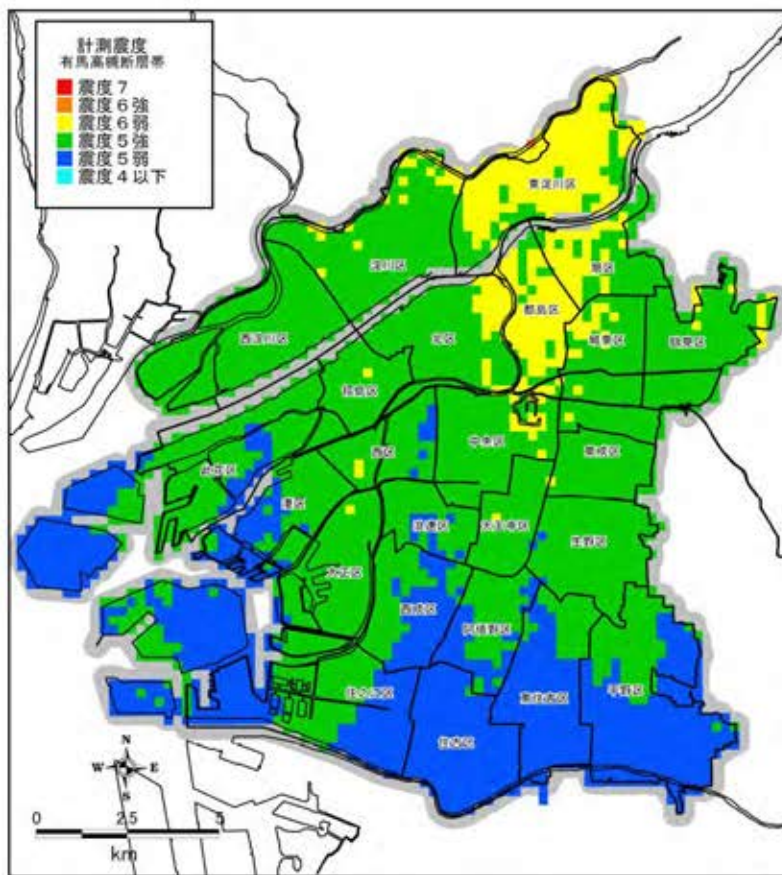 計測震度
有馬高槻断層帯
震度７
震度６強
震度６弱
震度５強
震度５弱
震度４以下
東淀川区
淀川区
旭区
都島区
西淀川区
北区
城東区
鶴見区
福島区
此花区
西区
中央区
東成区
港区
浪速区
天王寺区
生野区
大正区
西成区
阿倍野区
住之江区
東住吉区
平野区
住吉区
N
W
E
S
0
2.5
5
km